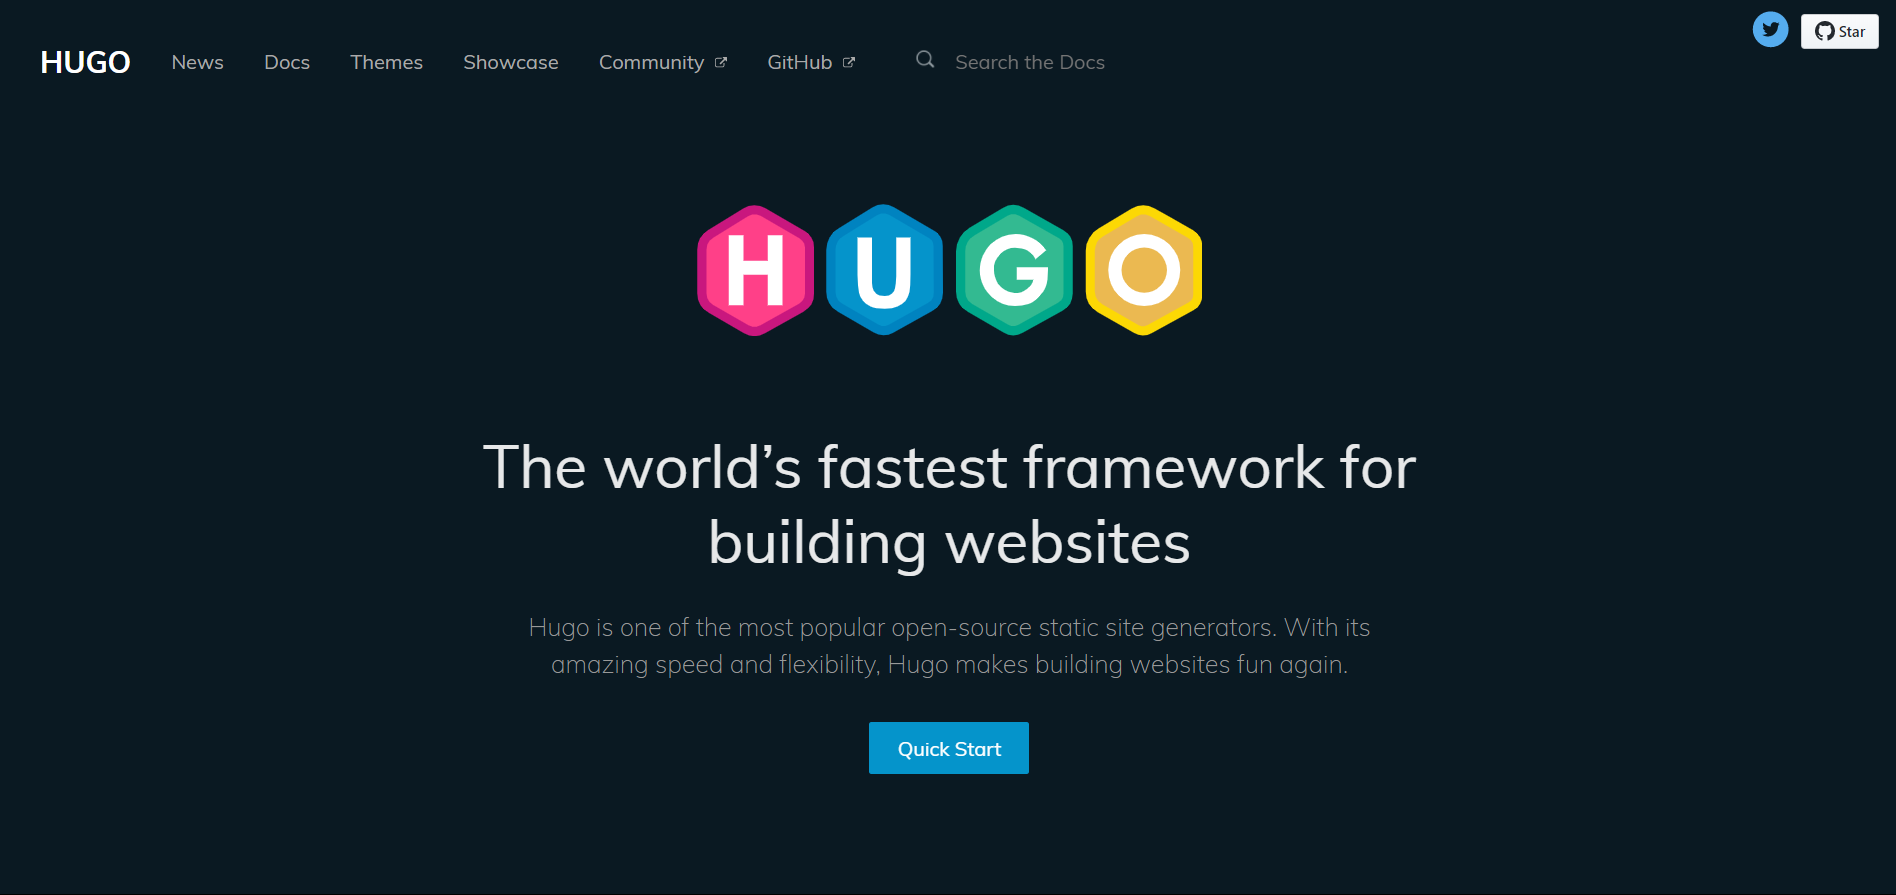 HUGO News Docs Themes Showcase Community GitHub Search the Docs Star
HUGO
The world’s fastest framework for
building websites
Hugo is one of the most popular open-source static site generators. With its
amazing speed and flexibility, Hugo makes building websites fun again.
Quick Start